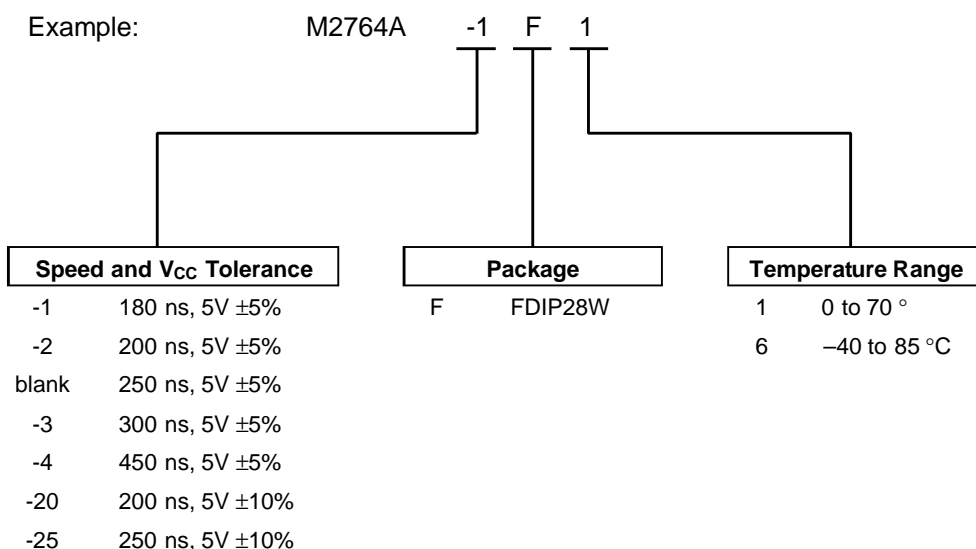 Example: M2764A -1 F 1
Speed and VCC Tolerance
-1 180 ns, 5V ±5%
-2 200 ns, 5V ±5%
blank 250 ns, 5V ±5%
-3 300 ns, 5V ±5%
-4 450 ns, 5V ±5%
-20 200 ns, 5V ±10%
-25 250 ns, 5V ±10%
Package
F FDIP28W
Temperature Range
1 0 to 70 °
6 –40 to 85 °C